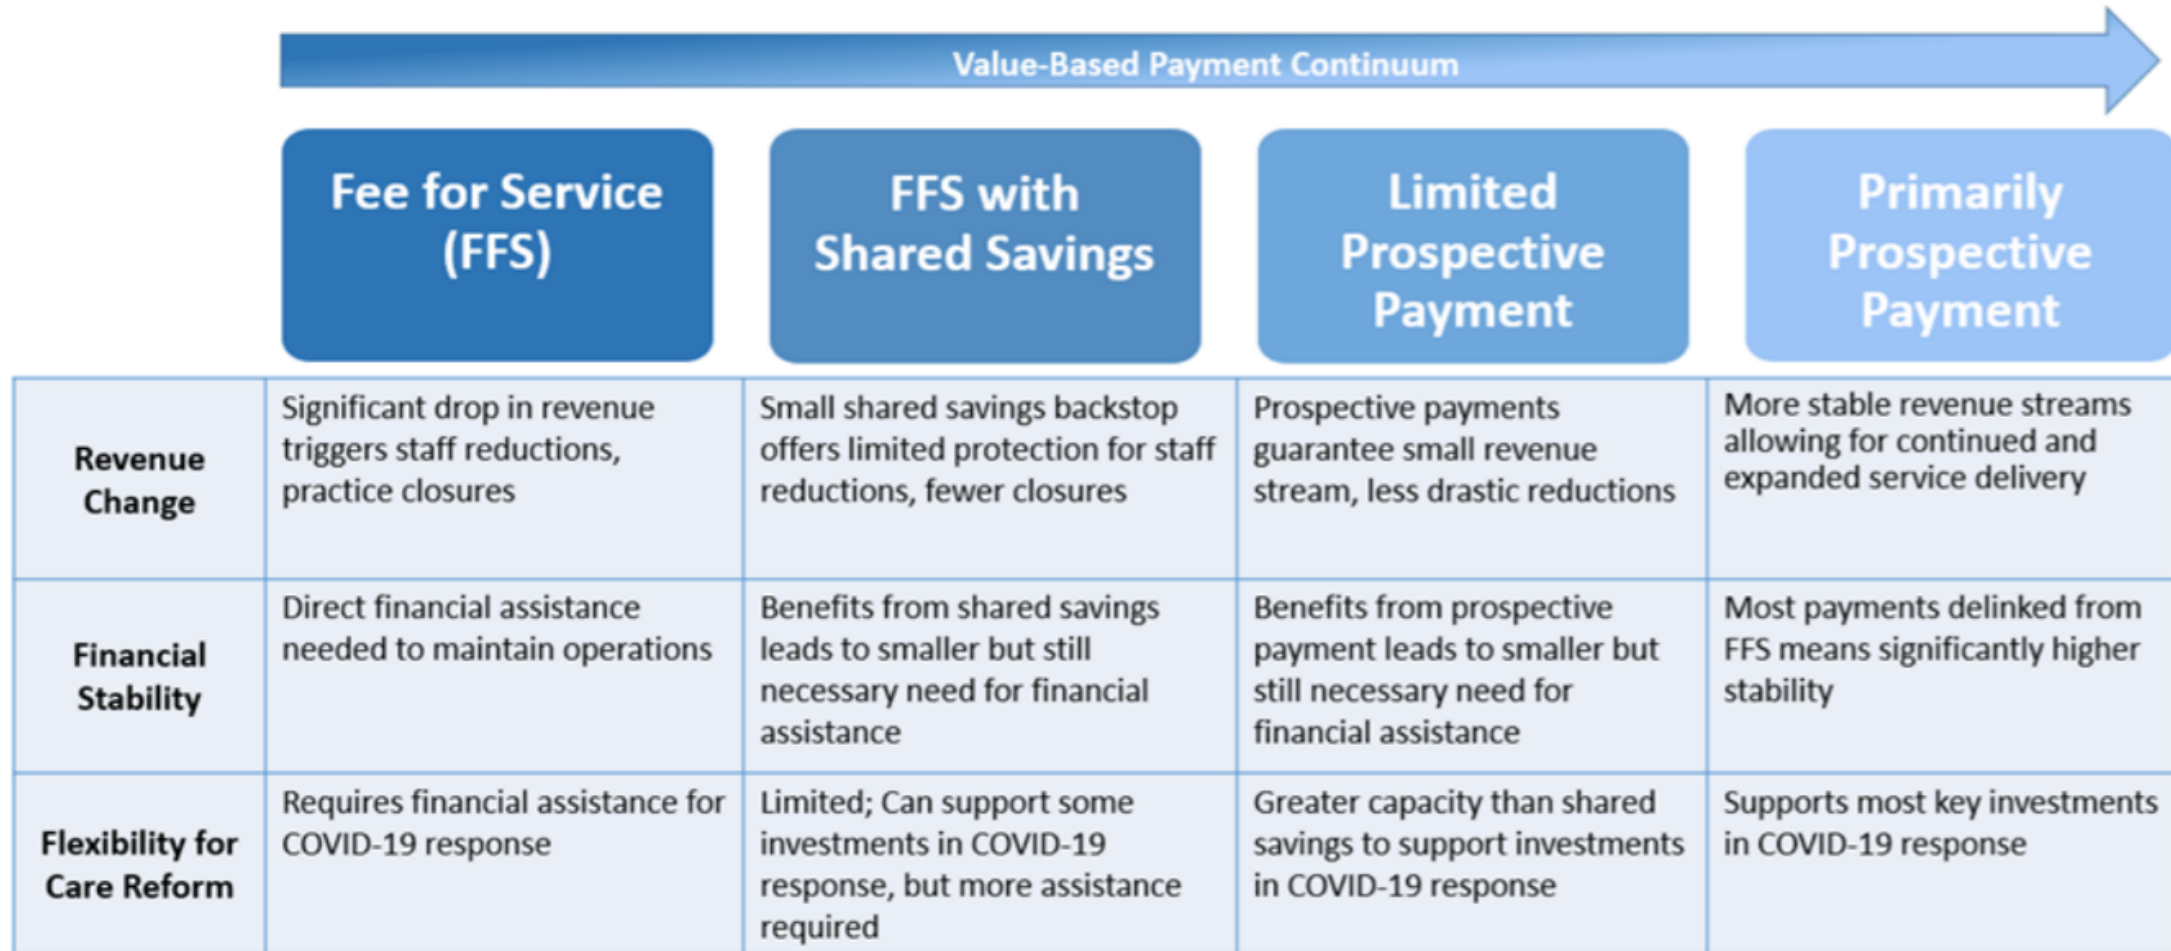 Value-Based Payment Continuum
Fee for Service
(FFS)
FFS with
Shared Savings
Limited
Prospective
Payment
Primarily
Prospective
Payment
Revenue
Change
Significant drop in revenue
triggers staff reductions,
practice closures
Small shared savings backstop
offers limited protection for staff
reductions, fewer closures
Prospective payments
guarantee small revenue
stream, less drastic reductions
More stable revenue streams
allowing for continued and
expanded service delivery
Financial
Stability
Direct financial assistance
needed to maintain operations
Benefits from shared savings
leads to smaller but still
necessary need for financial
assistance
Benefits from prospective
payment leads to smaller but
still necessary need for
financial assistance
Most payments delinked from
FFS means significantly higher
stability
Flexibility for
Care Reform
Requires financial assistance for
COVID-19 response
Limited; Can support some
investments in COVID-19
response, but more assistance
required
Greater capacity than shared
savings to support investments
in COVID-19 response
Supports most key investments
in COVID-19 response